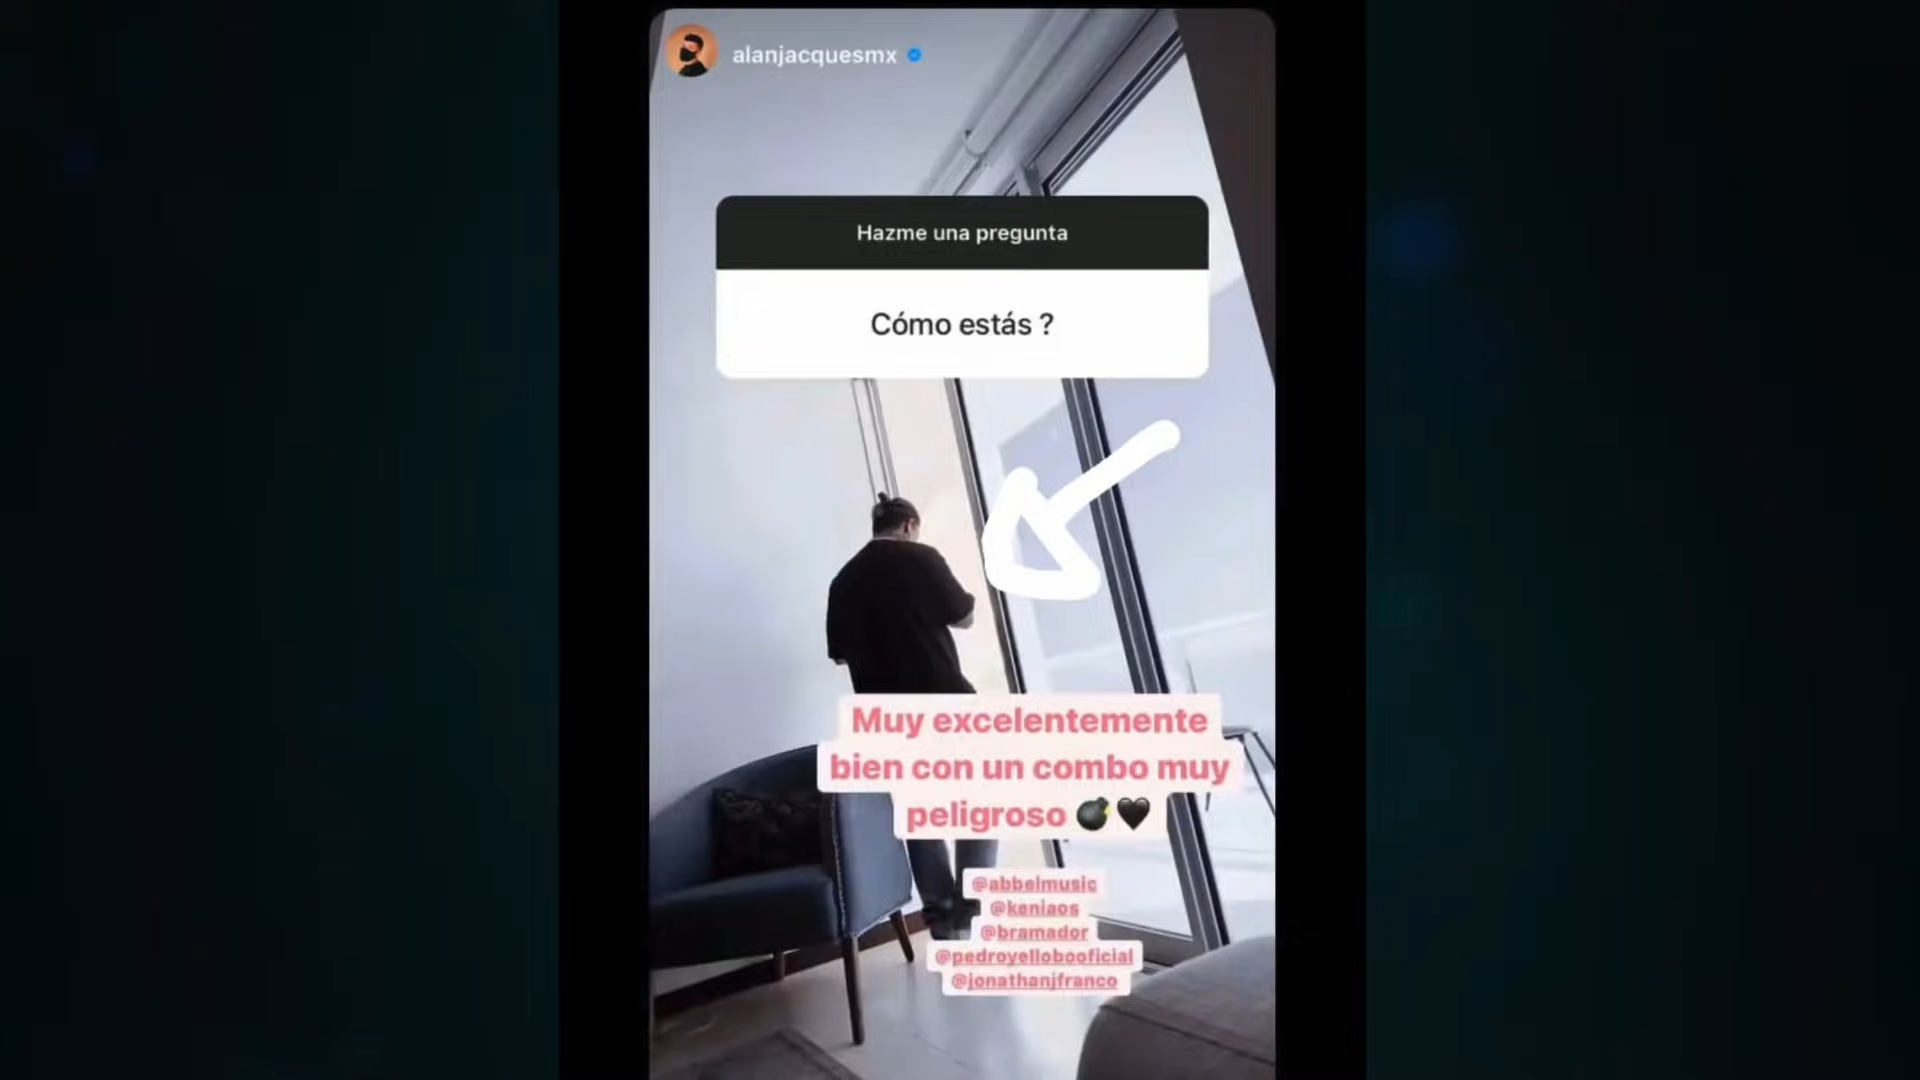 alanjacquesmx
Hazme una pregunta
Cómo estás ?
Muy excelentemente
bien con un combo muy
peligroso 💣🖤
@abbelmusic
@keniaos
@bramador
@pedroyellobooficial
@jonathanjfranco